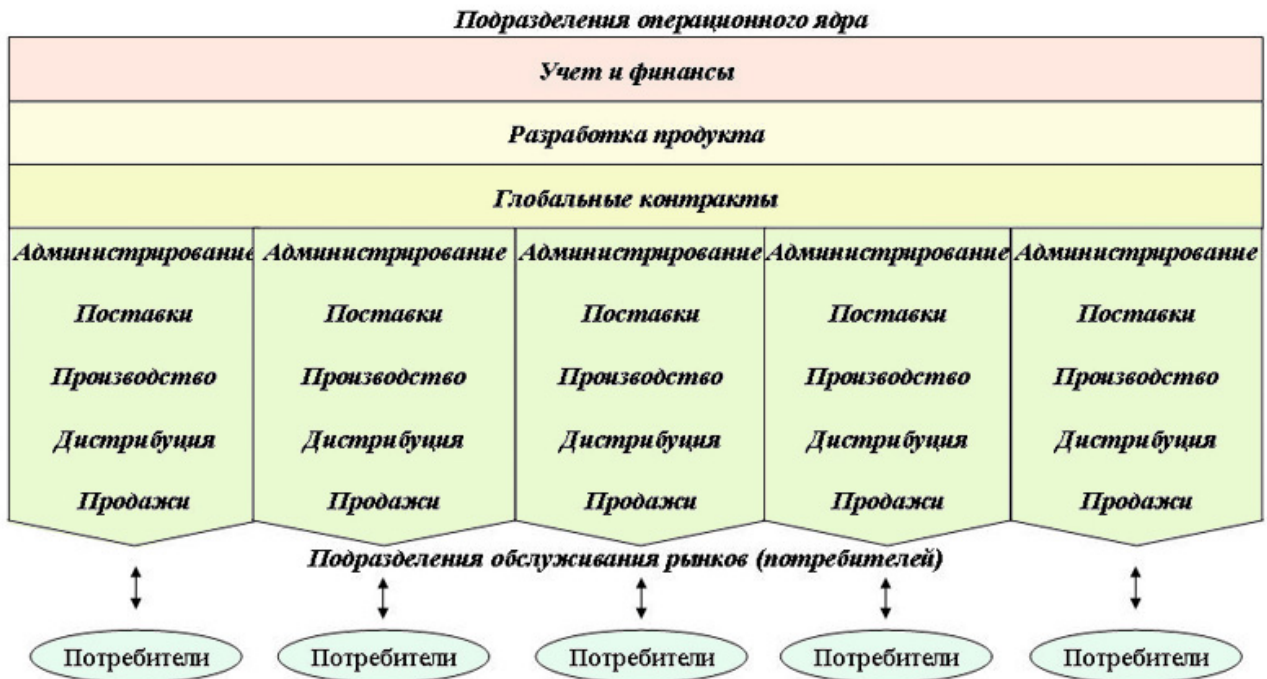 Подразделения операционного ядра
Учет и финансы
Разработка продукта
Глобальные контракты
Администрирование Администрирование Администрирование Администрирование Администрирование
Поставки Поставки Поставки Поставки Поставки
Производство Производство Производство Производство Производство
Дистрибуция Дистрибуция Дистрибуция Дистрибуция Дистрибуция
Продажи Продажи Продажи Продажи Продажи
Подразделения обслуживания рынков (потребителей)
Потребители Потребители Потребители Потребители Потребители